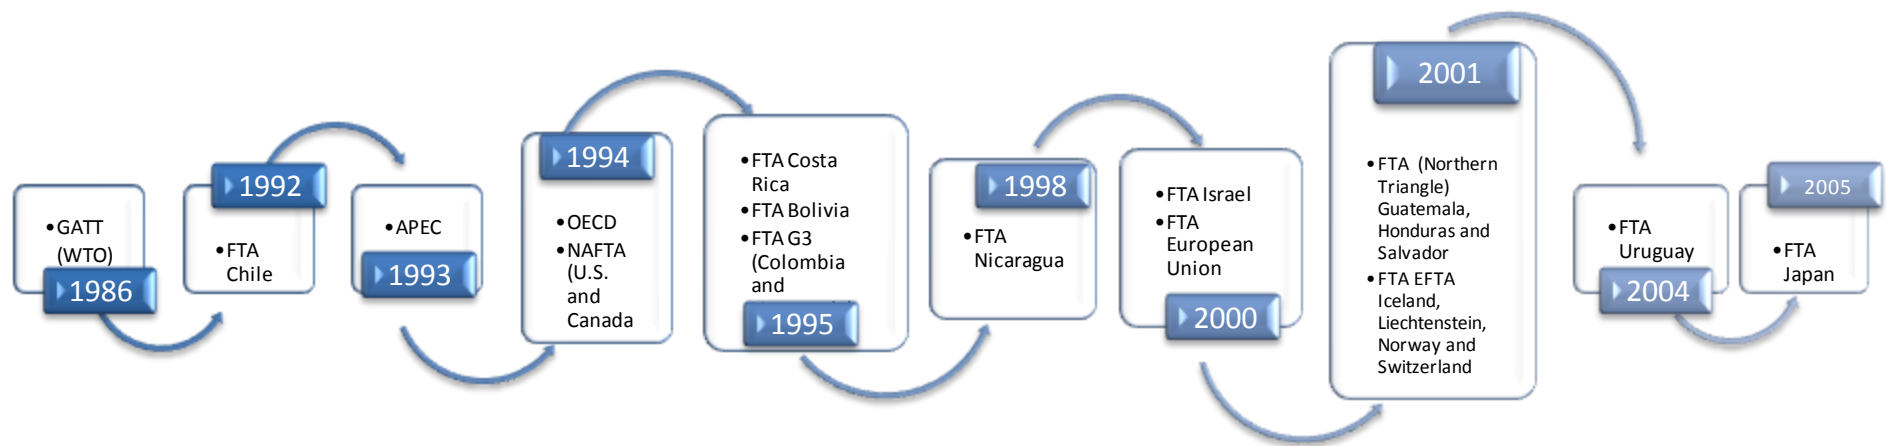 •GATT
(WTO)
1986
1992
•FTA
Chile
•APEC
1993
1994
•OECD
•NAFTA
(U.S.
and
Canada
•FTA Costa
Rica
•FTA Bolivia
•FTA G3
(Colombia
and
1995
1998
•FTA
Nicaragua
•FTA Israel
•FTA
European
Union
2000
2001
•FTA (Northern
Triangle)
Guatemala,
Honduras and
Salvador
•FTA EFTA
Iceland,
Liechtenstein,
Norway and
Switzerland
•FTA
Uruguay
2004
2005
•FTA
Japan